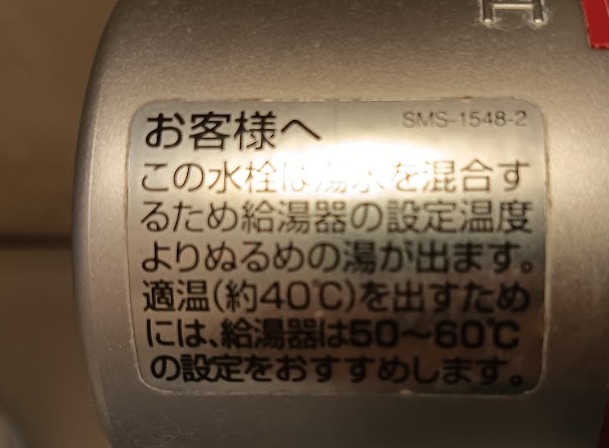 H
お客様へ SMS-1548-2
この水栓は湯水を混合す
るため給湯器の設定温度
よりぬるめの湯が出ます。
適温(約40℃)を出すため
には、給湯器は50〜60℃
の設定をおすすめします。